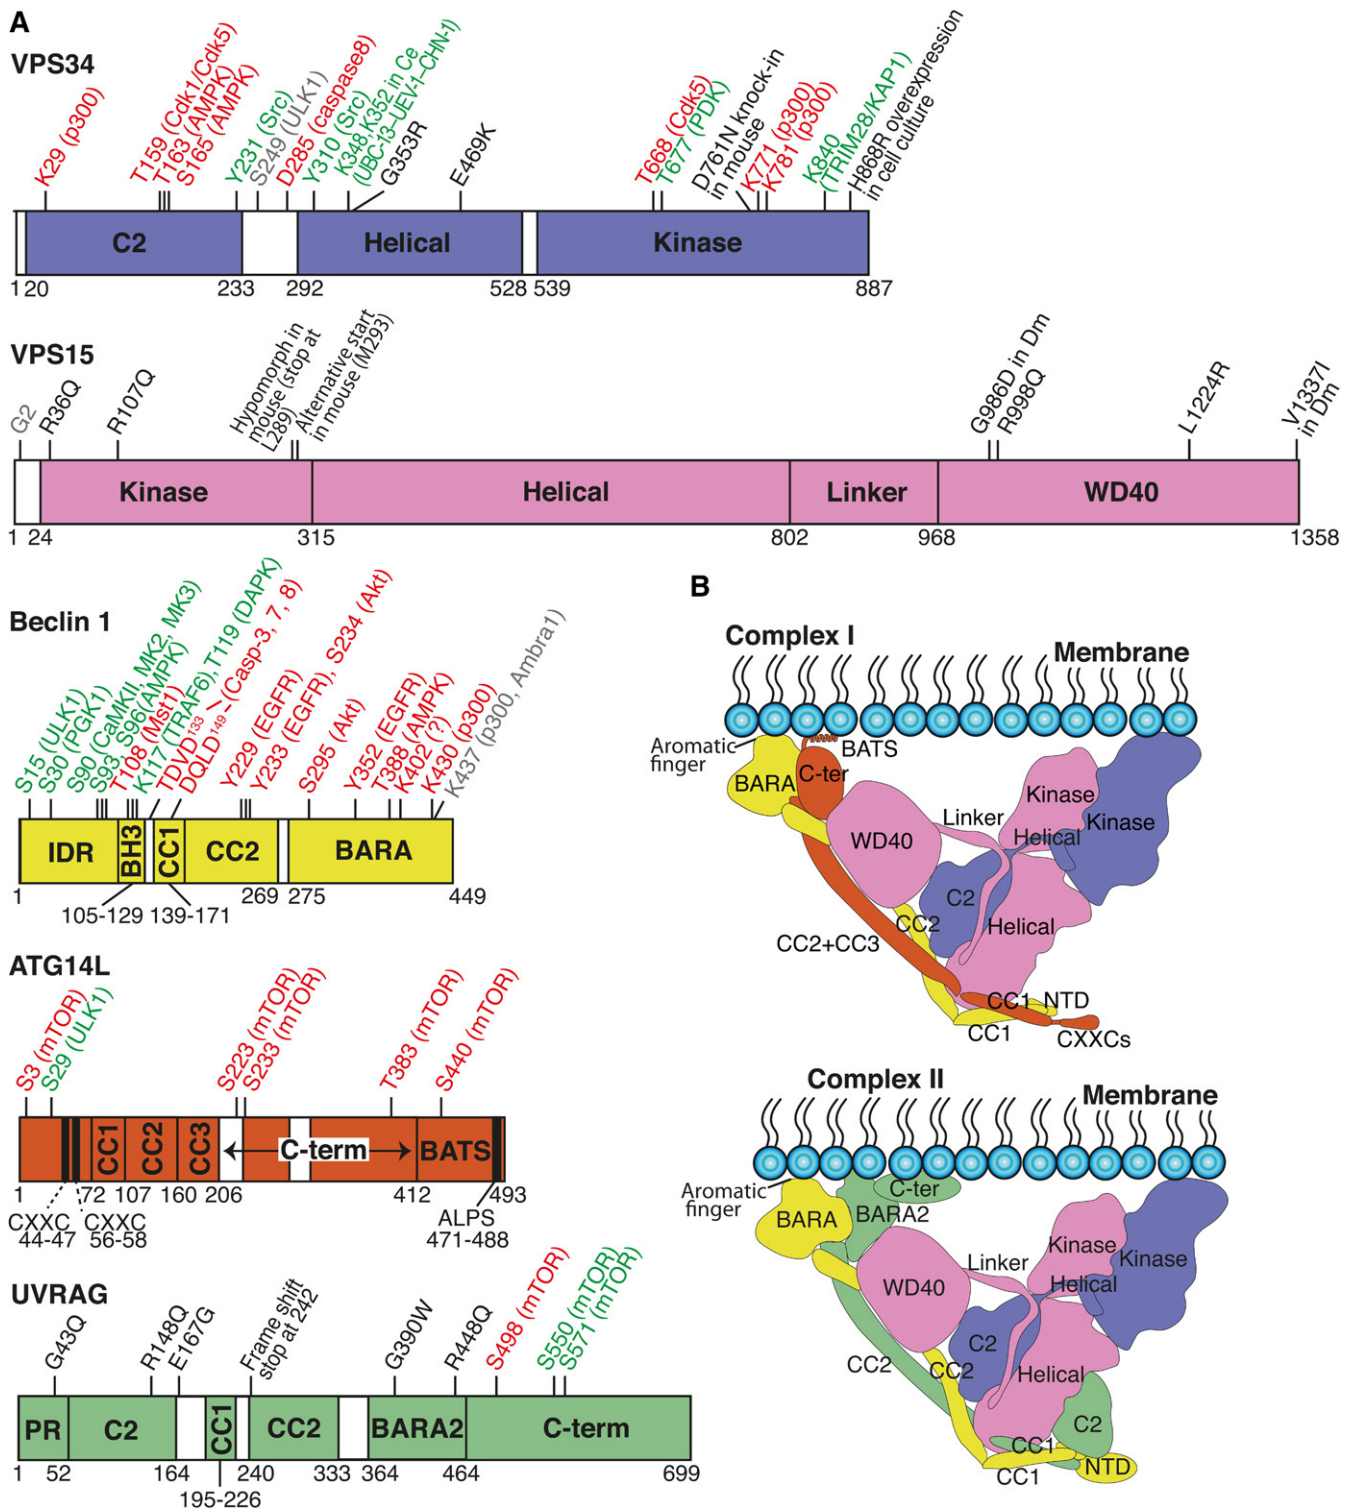 A
VPS34
K29 (p300)
T159 (Cdk1/Cdk5)
T163 (AMPK)
S165 (AMPK)
Y231 (Src)
S249 (ULK1)
D285 (caspase8)
Y310 (Src)
K348,K352 in Ce
(UBC-13–UEV-1–CHN-1)
G353R
E469K
T668 (Cdk5)
T677 (PDK)
D761N knock-in
in mouse
K771 (p300)
K781 (p300)
K840
(TRIM28/KAP1)
H868R overexpression
in cell culture
C2
Helical
Kinase
1 20
233
292
528
539
887
VPS15
G2
R36Q
R107Q
Hypomorph in
mouse (stop at
L289)
Alternative start
in mouse (M293)
G986D in Dm
R998Q
L1224R
V1337I
in Dm
Kinase
Helical
Linker
WD40
1
24
315
802
968
1358
Beclin 1
S15 (ULK1)
S30 (PGK1)
S90 (CaMKII, MK2, MK3)
S93, S96(AMPK)
T108 (Mst1)
K117 (TRAF6),T119 (DAPK)
TDVD133
DQLD149
(Casp-3, 7, 8)
Y229 (EGFR)
Y233 (EGFR), S234 (Akt)
S295 (Akt)
Y352 (EGFR)
T388 (AMPK)
K402 (?)
K430 (p300)
K437 (p300, Ambra1)
IDR
BH3
CC1
CC2
BARA
1
269
275
449
105-129
139-171
ATG14L
S3 (mTOR)
S29 (ULK1)
S223 (mTOR)
S233 (mTOR)
T383 (mTOR)
S440 (mTOR)
CC1
CC2
CC3
C-term
BATS
1
72
107
160
206
412
493
CXXC
44-47
CXXC
56-58
ALPS
471-488
UVRAG
G43Q
R148Q
E167G
Frame shift
stop at 242
G390W
R448Q
S498 (mTOR)
S550 (mTOR)
S571 (mTOR)
PR
C2
CC1
CC2
BARA2
C-term
1
52
164
240
333
364
464
699
195-226
B
Complex I
Membrane
Aromatic
finger
BATS
BARA
C-ter
WD40
Linker
Kinase
Helical
Kinase
C2
CC2
Helical
CC2+CC3
CC1
NTD
CC1
CXXCs
Complex II
Membrane
Aromatic
finger
C-ter
BARA
BARA2
WD40
Linker
Kinase
Kinase
Helical
C2
CC2
CC2
Helical
C2
CC1
CC1
NTD